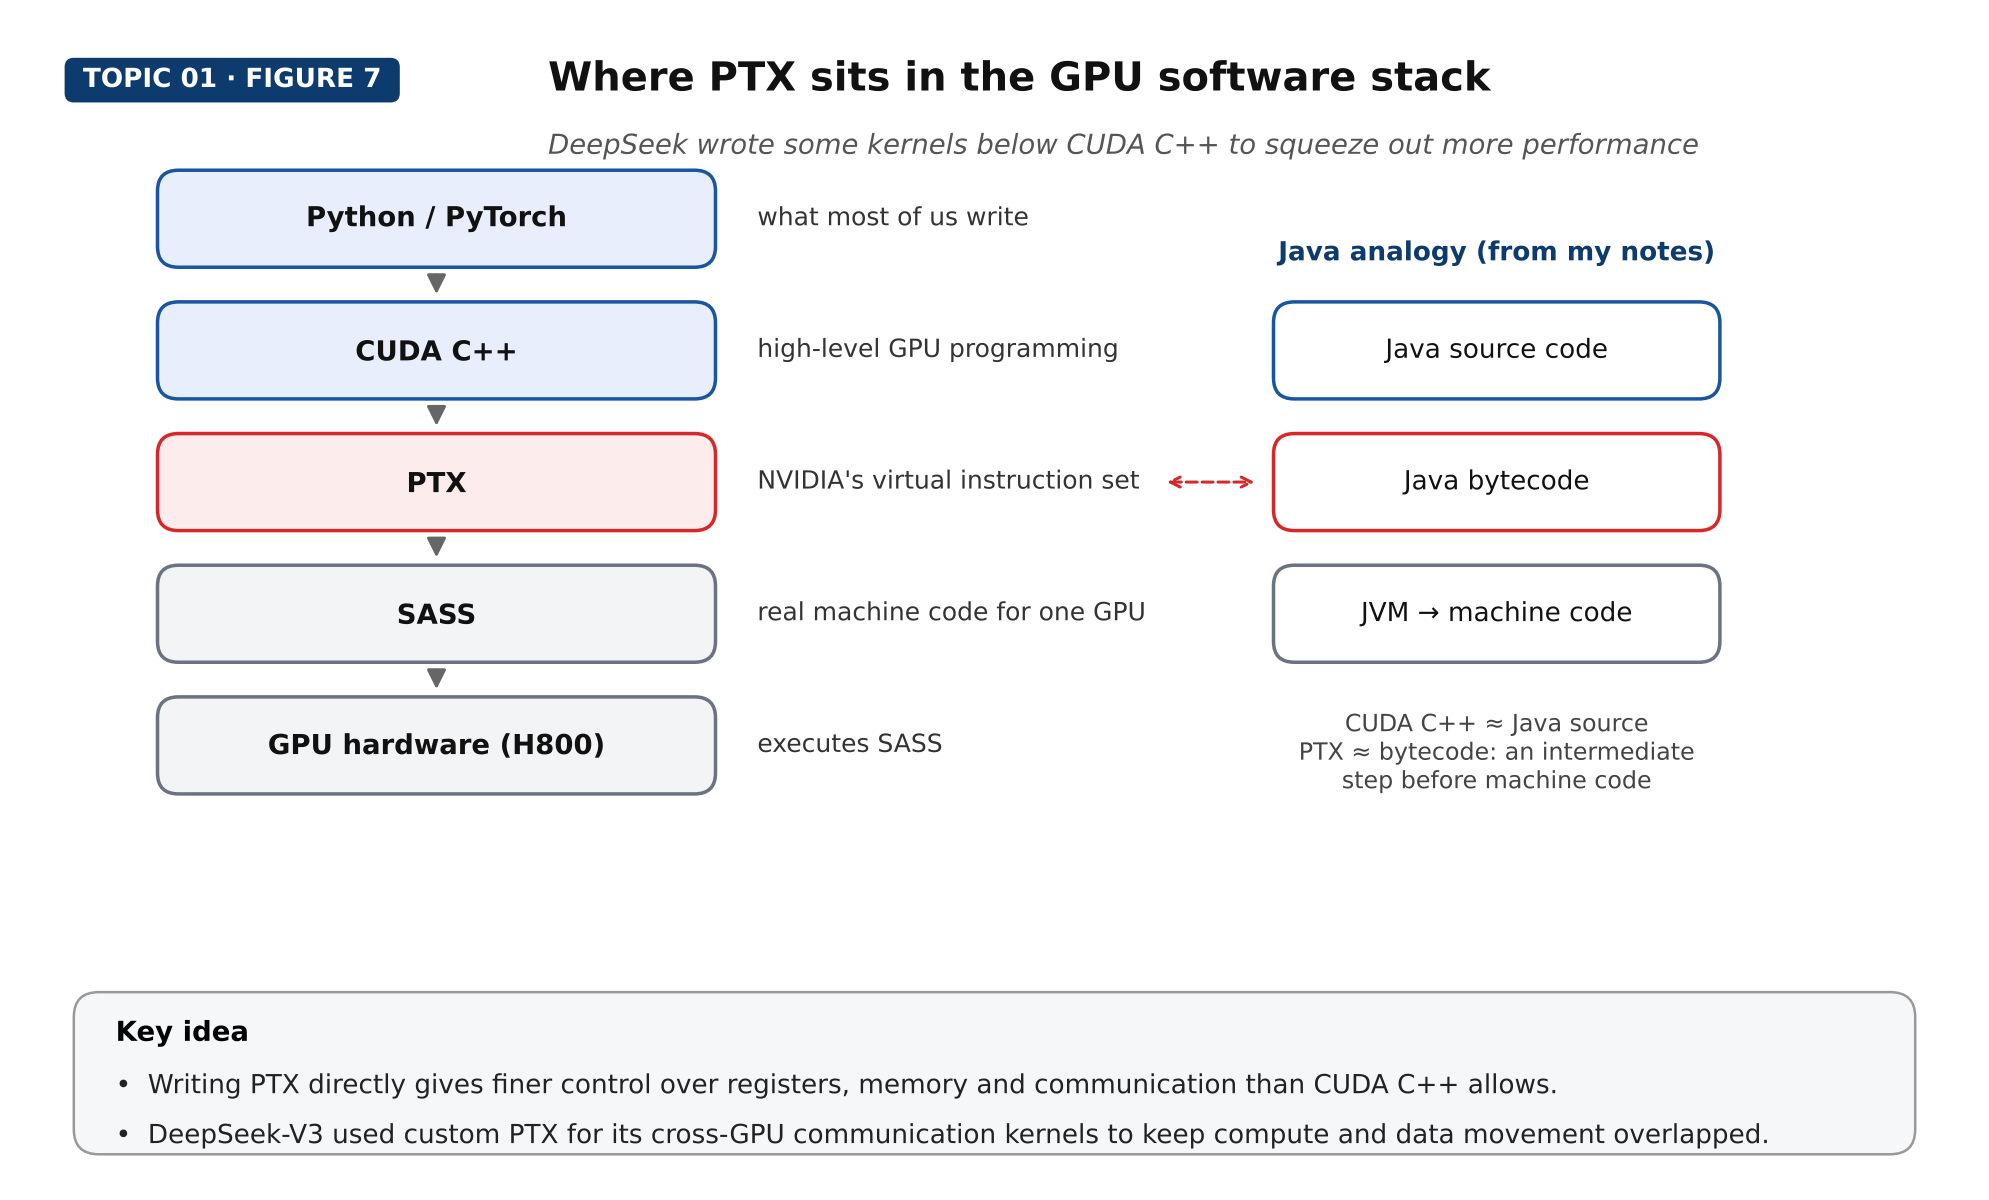 TOPIC 01 · FIGURE 7
Where PTX sits in the GPU software stack
DeepSeek wrote some kernels below CUDA C++ to squeeze out more performance
Python / PyTorch
what most of us write
Java analogy (from my notes)
CUDA C++
high-level GPU programming
Java source code
PTX
NVIDIA's virtual instruction set
Java bytecode
SASS
real machine code for one GPU
JVM → machine code
GPU hardware (H800)
executes SASS
CUDA C++ ≈ Java source
PTX ≈ bytecode: an intermediate
step before machine code
Key idea
• Writing PTX directly gives finer control over registers, memory and communication than CUDA C++ allows.
• DeepSeek-V3 used custom PTX for its cross-GPU communication kernels to keep compute and data movement overlapped.